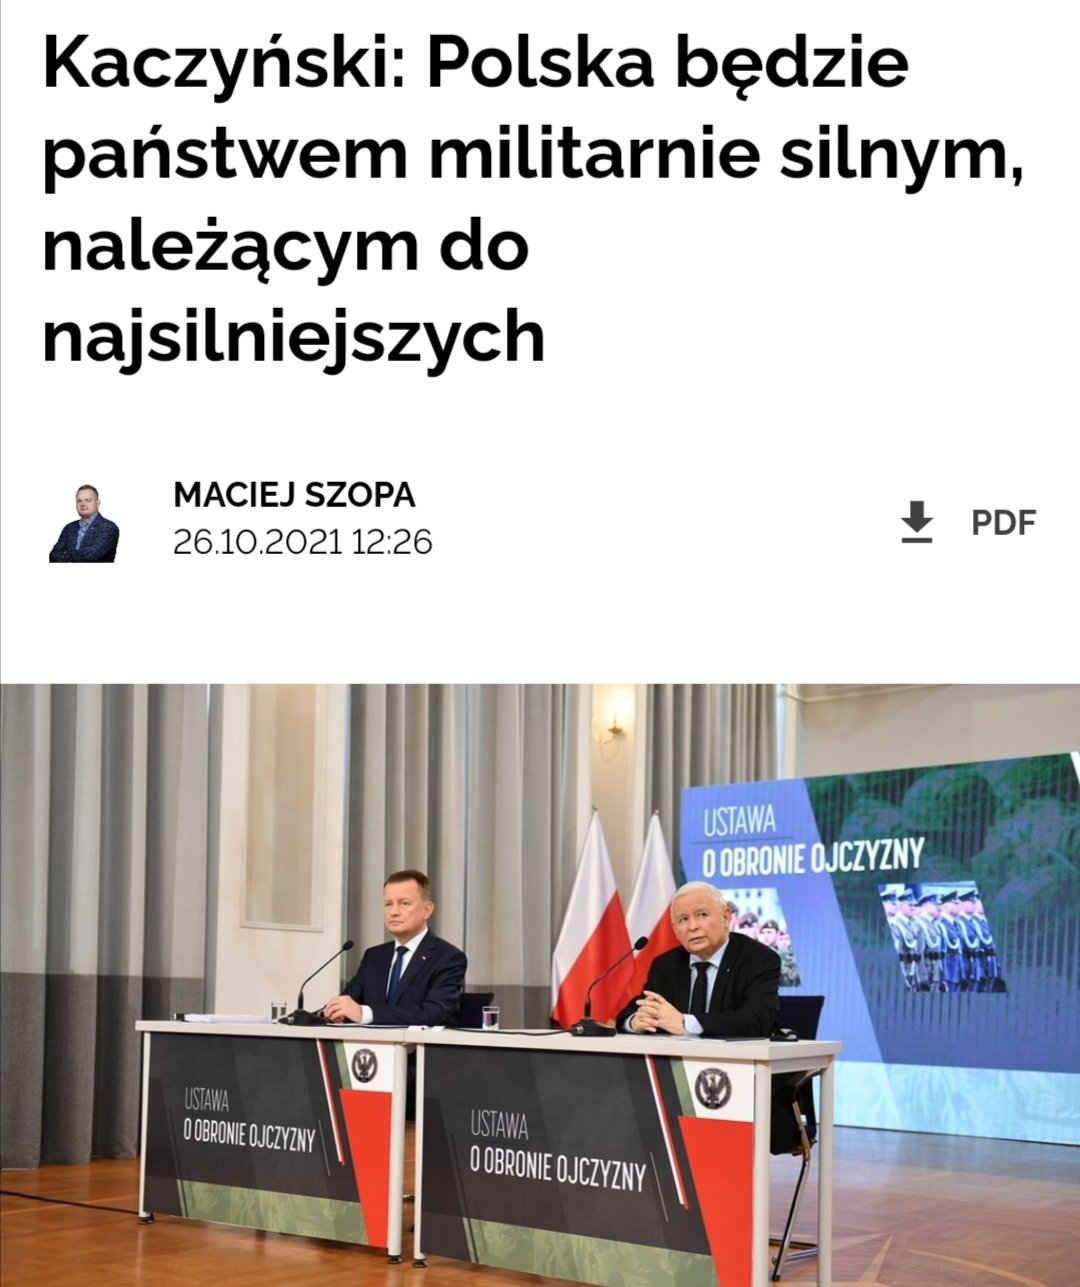 Kaczyński: Polska będzie
państwem militarnie silnym,
należącym do
najsilniejszych
MACIEJ SZOPA
26.10.2021 12:26
PDF
USTAWA
O OBRONIE OJCZYZNY
USTAWA
O OBRONIE OJCZYZNY
USTAWA
O OBRONIE OJCZYZNY